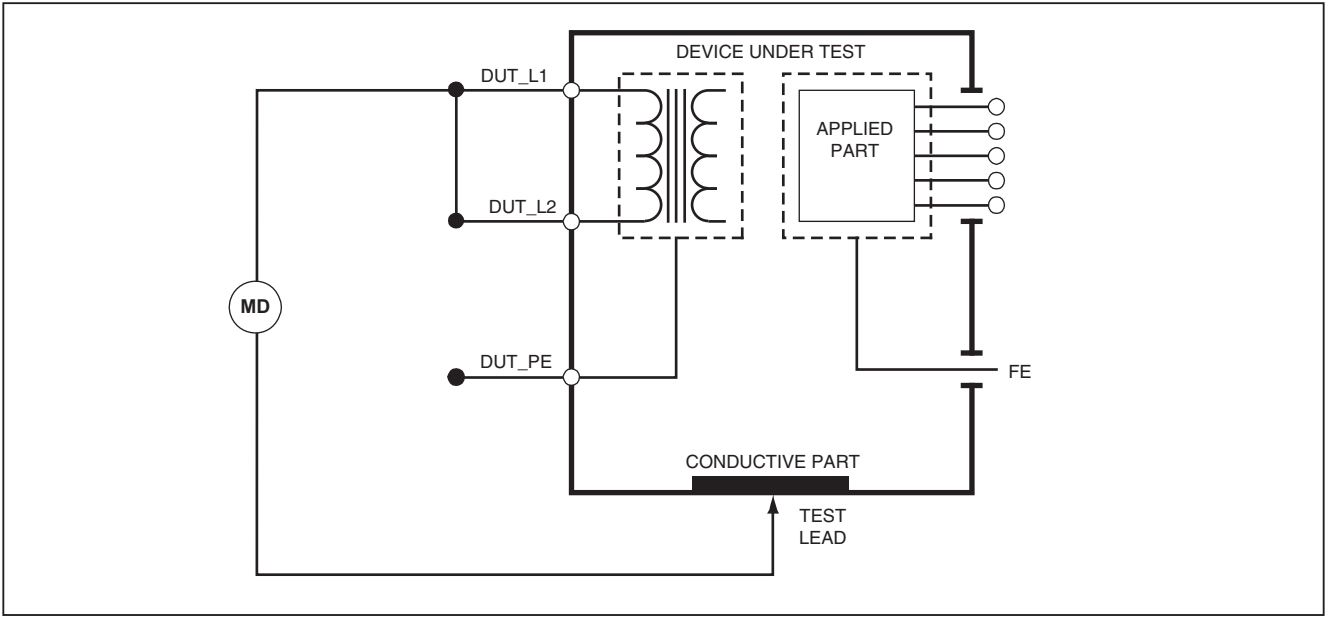 DEVICE UNDER TEST
DUT_L1
APPLIED
PART
DUT_L2
MD
DUT_PE
FE
CONDUCTIVE PART
TEST
LEAD